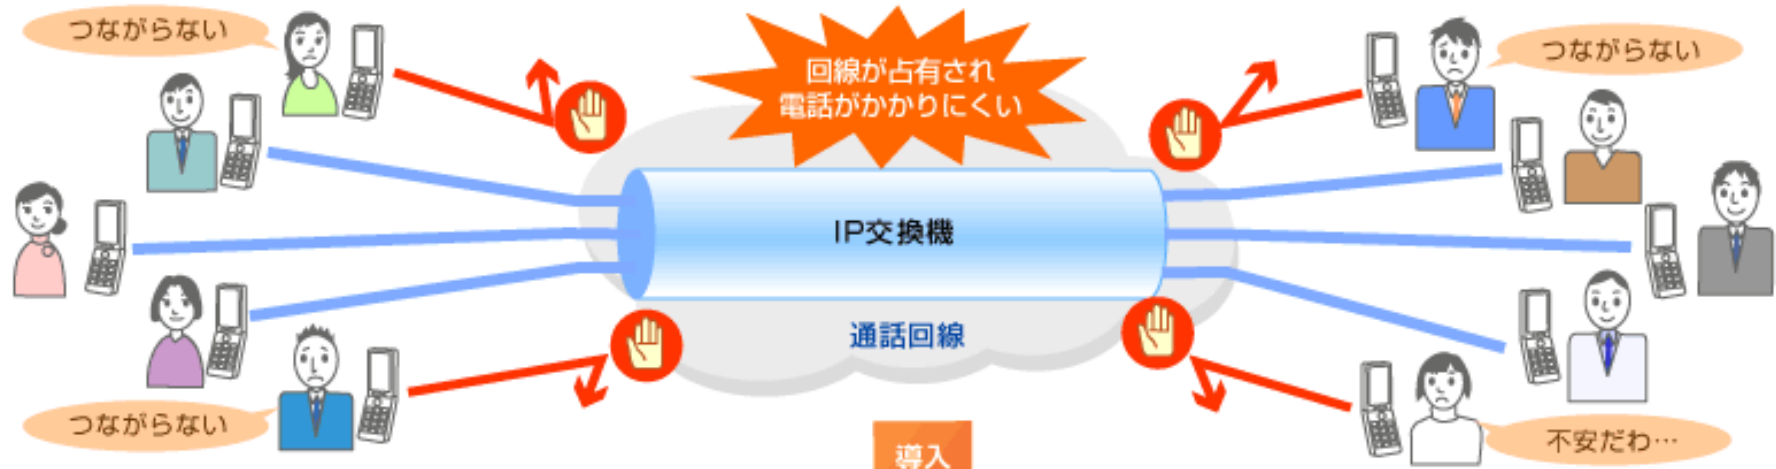 つながらない
回線が占有され
電話がかかりにくい
つながらない
IP交換機
通話回線
つながらない
不安だわ…
導入